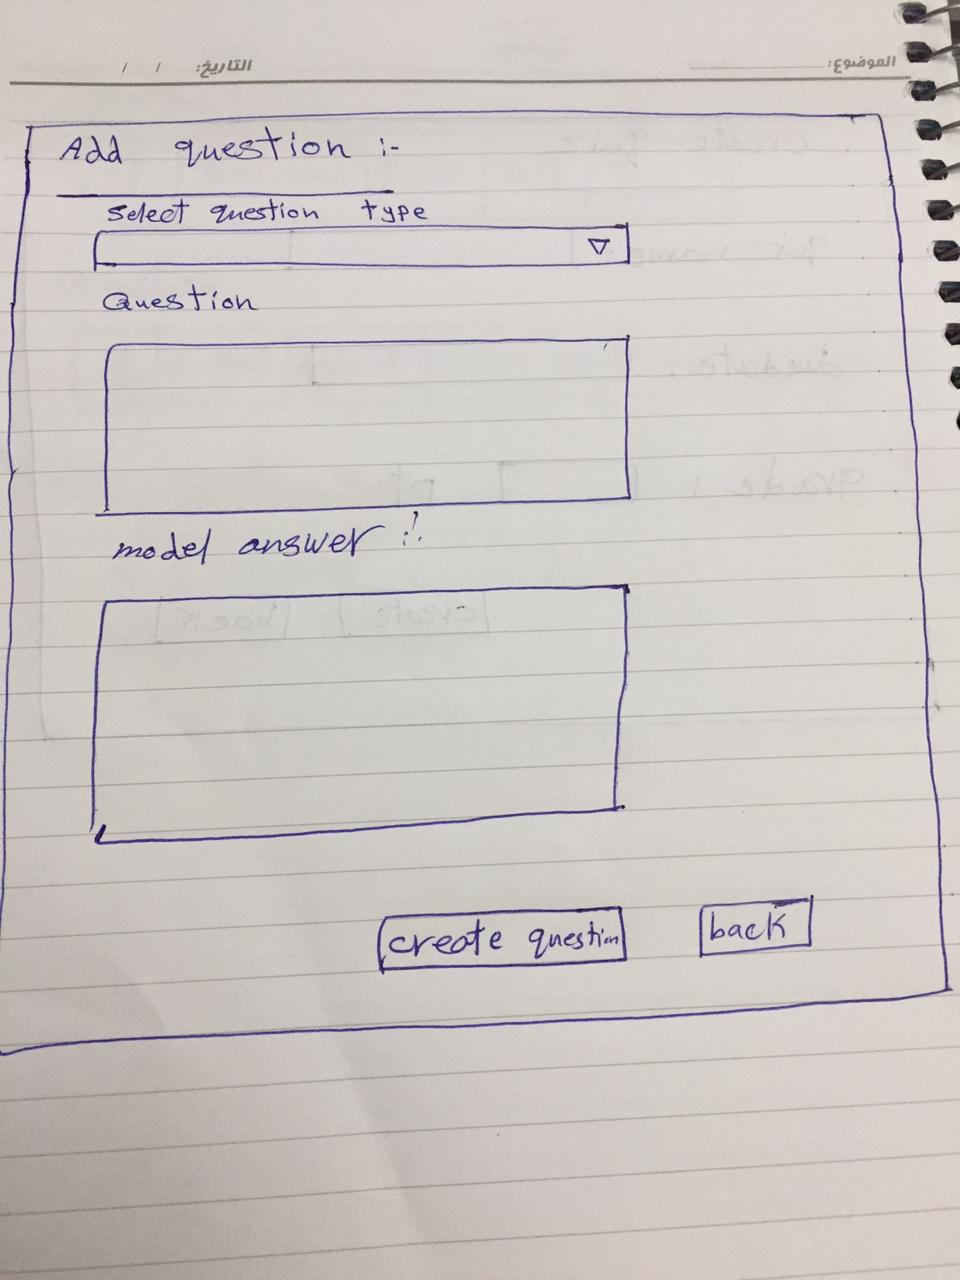 الموضوع: التاريخ: / /
Add question :-
Select question type
Question
model answer :-
create question back